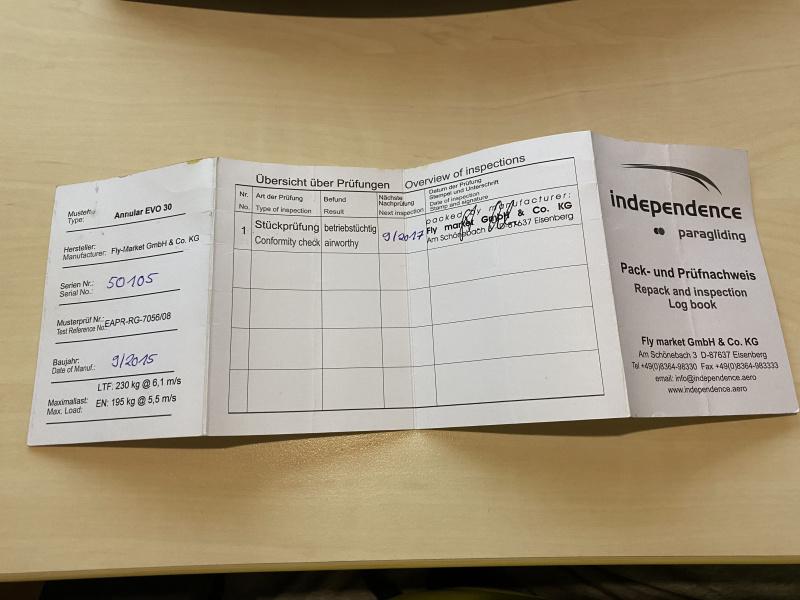 Muster:
Type:
Annular EVO 30
Hersteller:
Manufacturer: Fly-Market GmbH & Co. KG
Serien Nr.:
Serial No.: 50105
Musterprüf Nr.:
Test Reference No.: EAPR-RG-7056/08
Baujahr:
Date of Manuf.: 9/2015
Maximallast:
Max. Load:
LTF: 230 kg @ 6,1 m/s
EN: 195 kg @ 5,5 m/s
Übersicht über Prüfungen Overview of inspections
Nr.
No.
Art der Prüfung
Type of inspection
Befund
Result
Nächste
Nachprüfung
Next inspection
Datum der Prüfung
Stempel und Unterschrift
Date of inspection
Stamp and signature
1
Stückprüfung
Conformity check
betriebstüchtig
airworthy
9/2017
packed by manufacturer:
Fly market GmbH & Co. KG
Am Schönebach D-87637 Eisenberg
independence
paragliding
Pack- und Prüfnachweis
Repack and inspection
Log book
Fly market GmbH & Co. KG
Am Schönebach 3 D-87637 Eisenberg
Tel +49(0)8364-98330 Fax +49(0)8364-983333
email: info@independence.aero
www.independence.aero